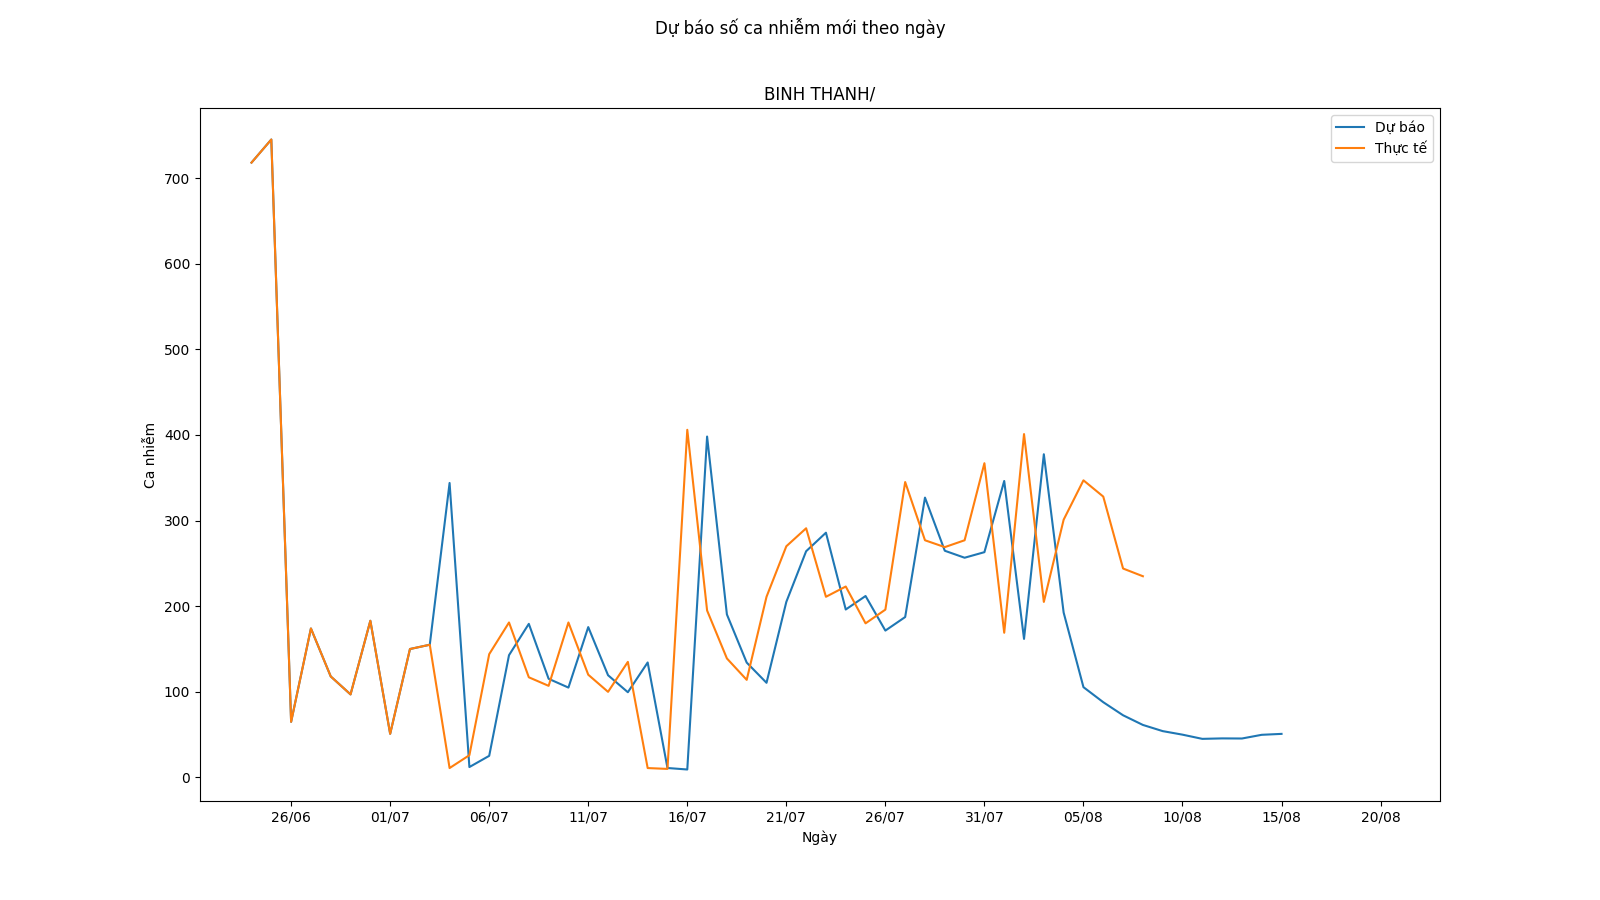 Dự báo số ca nhiễm mới theo ngày
BINH THANH/
Dự báo
Thực tế
700
600
500
400
300
200
100
0
Ca nhiễm
26/06 01/07 06/07 11/07 16/07 21/07 26/07 31/07 05/08 10/08 15/08 20/08
Ngày